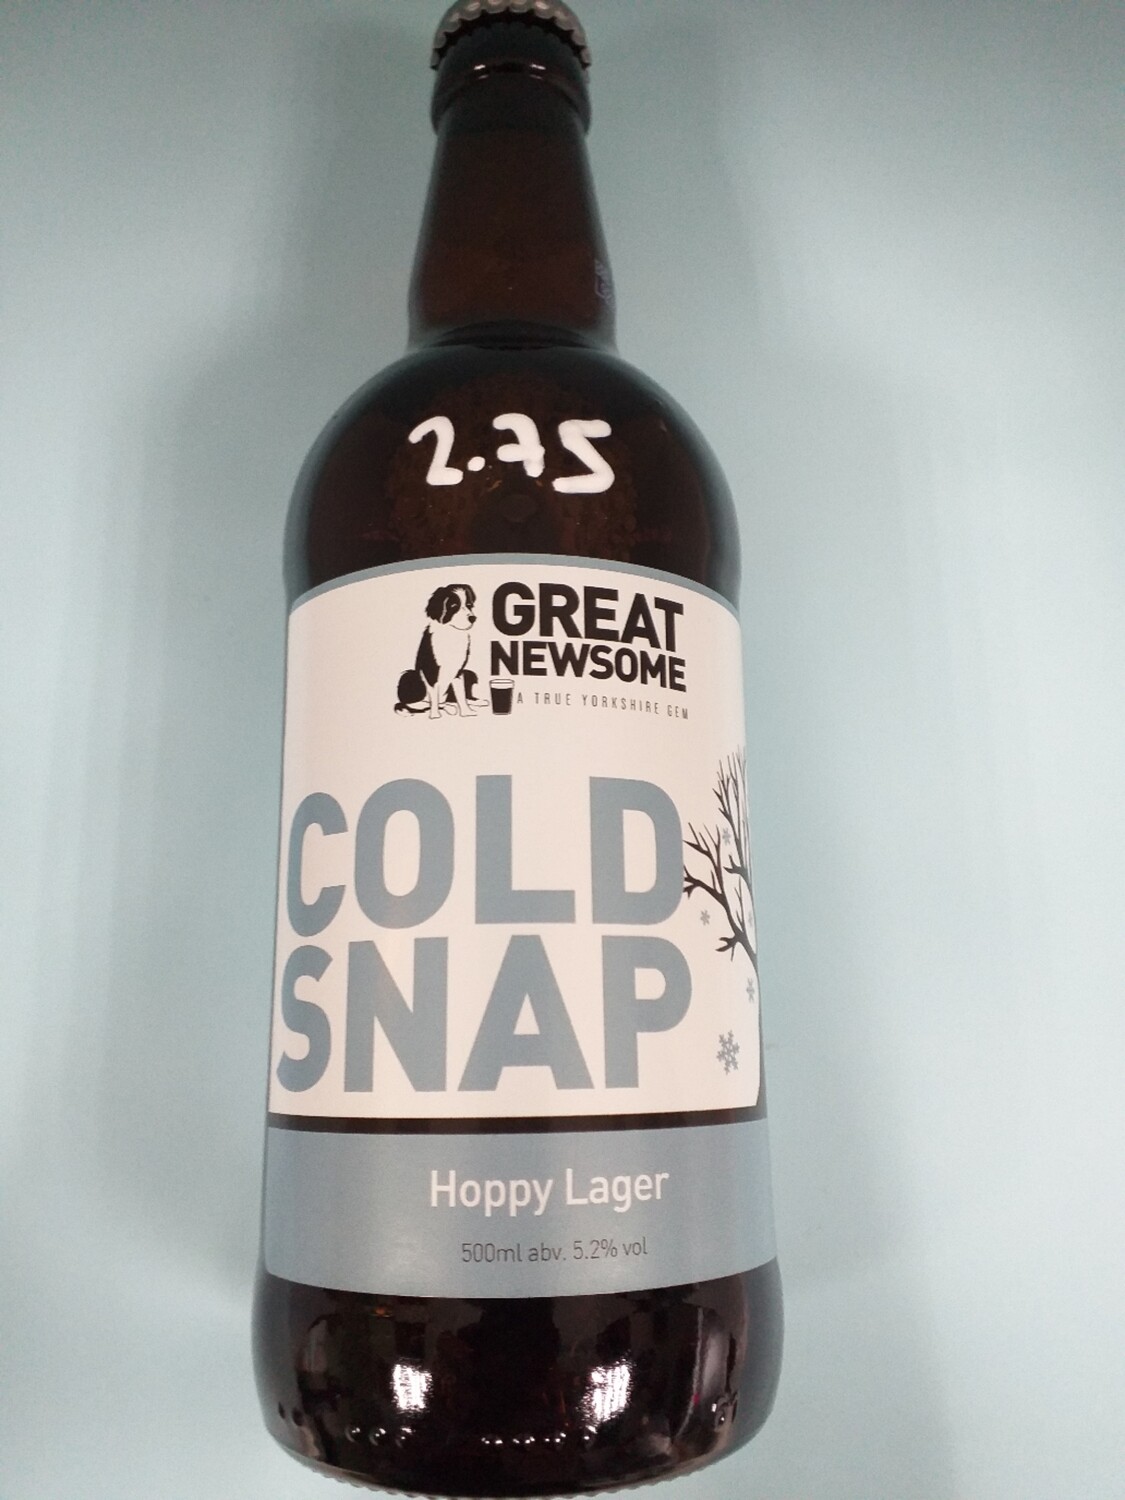 2.75
GREAT
NEWSOME
A TRUE YORKSHIRE GEM
COLD
SNAP
Hoppy Lager
500ml abv. 5.2% vol